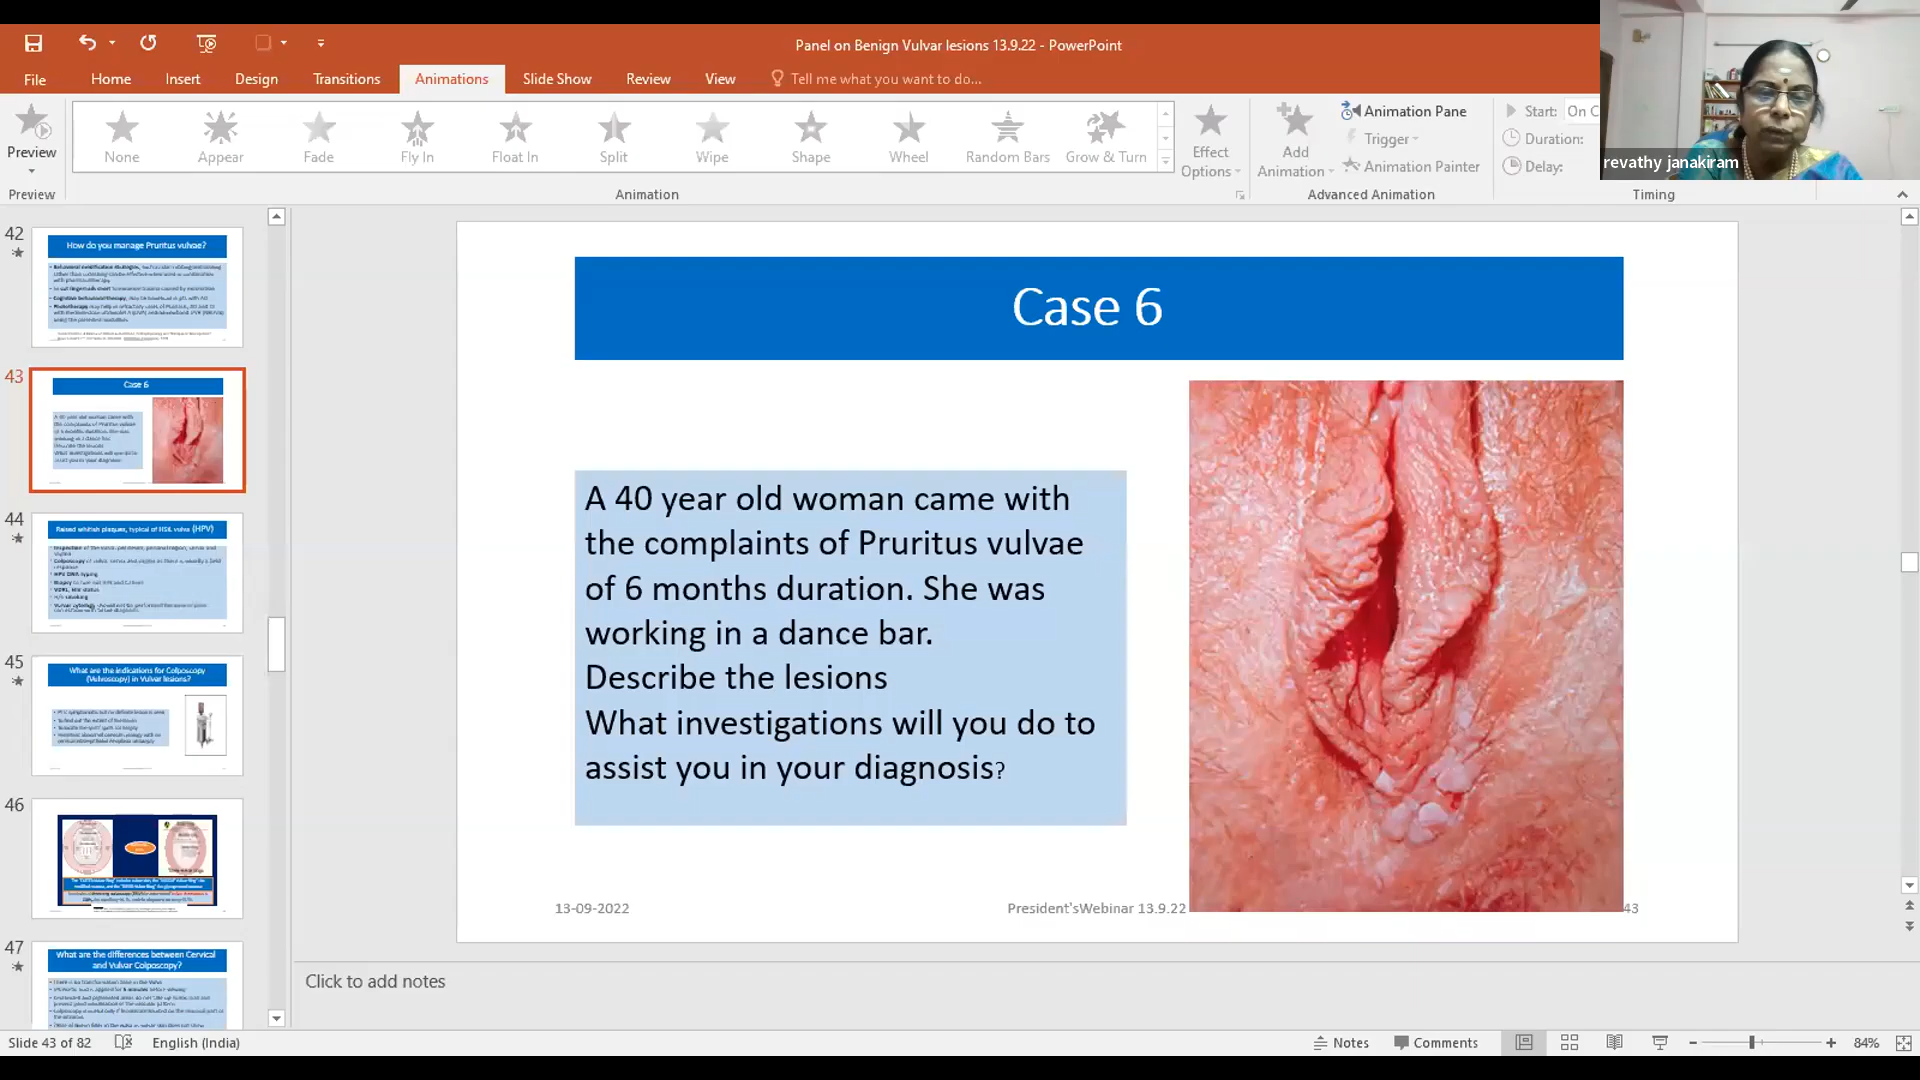 Panel on Benign Vulvar lesions 13.9.22 - PowerPoint
File Home Insert Design Transitions Animations Slide Show Review View Tell me what you want to do...
None Appear Fade Fly In Float In Split Wipe Shape Wheel Random Bars Grow & Turn
Preview
Effect Options
Add Animation
Animation Pane
Trigger
Animation Painter
Start: On C
Duration:
Delay:
Preview Animation Advanced Animation Timing
revathy janakiram
42
How do you manage Pruritus vulvae?
43
Case 6
44
Raised whitish plaques, typical of HSIL vulva (HPV)
45
What are the indications for Colposcopy
(Vulvoscopy) in Vulvar lesions?
46
47
What are the differences between Cervical
and Vulvar Colposcopy?
Case 6
A 40 year old woman came with
the complaints of Pruritus vulvae
of 6 months duration. She was
working in a dance bar.
Describe the lesions
What investigations will you do to
assist you in your diagnosis?
13-09-2022
President'sWebinar 13.9.22
43
Click to add notes
Slide 43 of 82 English (India) Notes Comments 84%